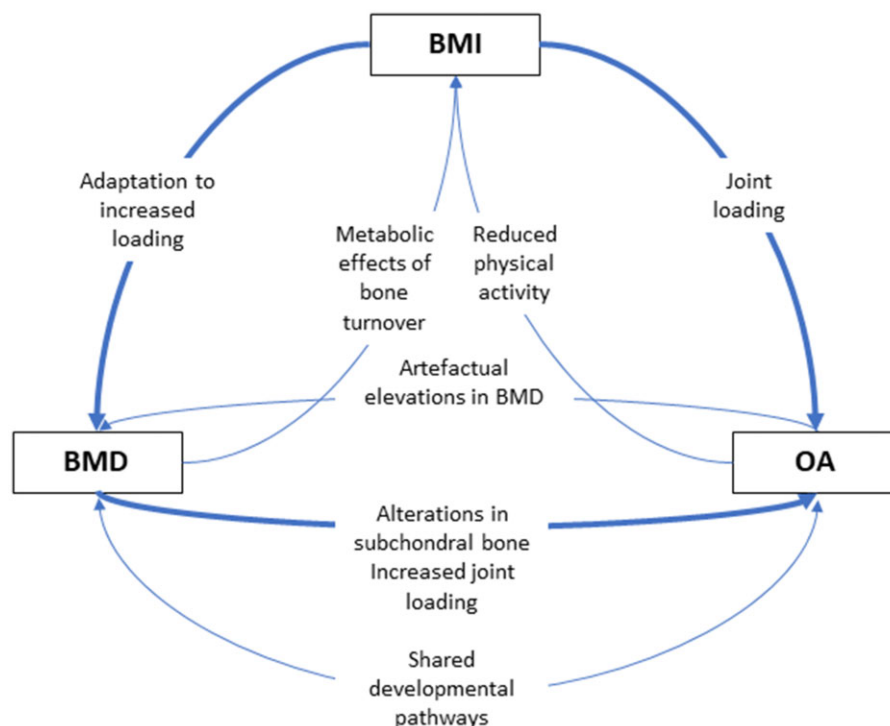 BMI
Adaptation to
increased
loading
Joint
loading
Metabolic
effects of
bone
turnover
Reduced
physical
activity
Artefactual
elevations in BMD
BMD
OA
Alterations in
subchondral bone
Increased joint
loading
Shared
developmental
pathways